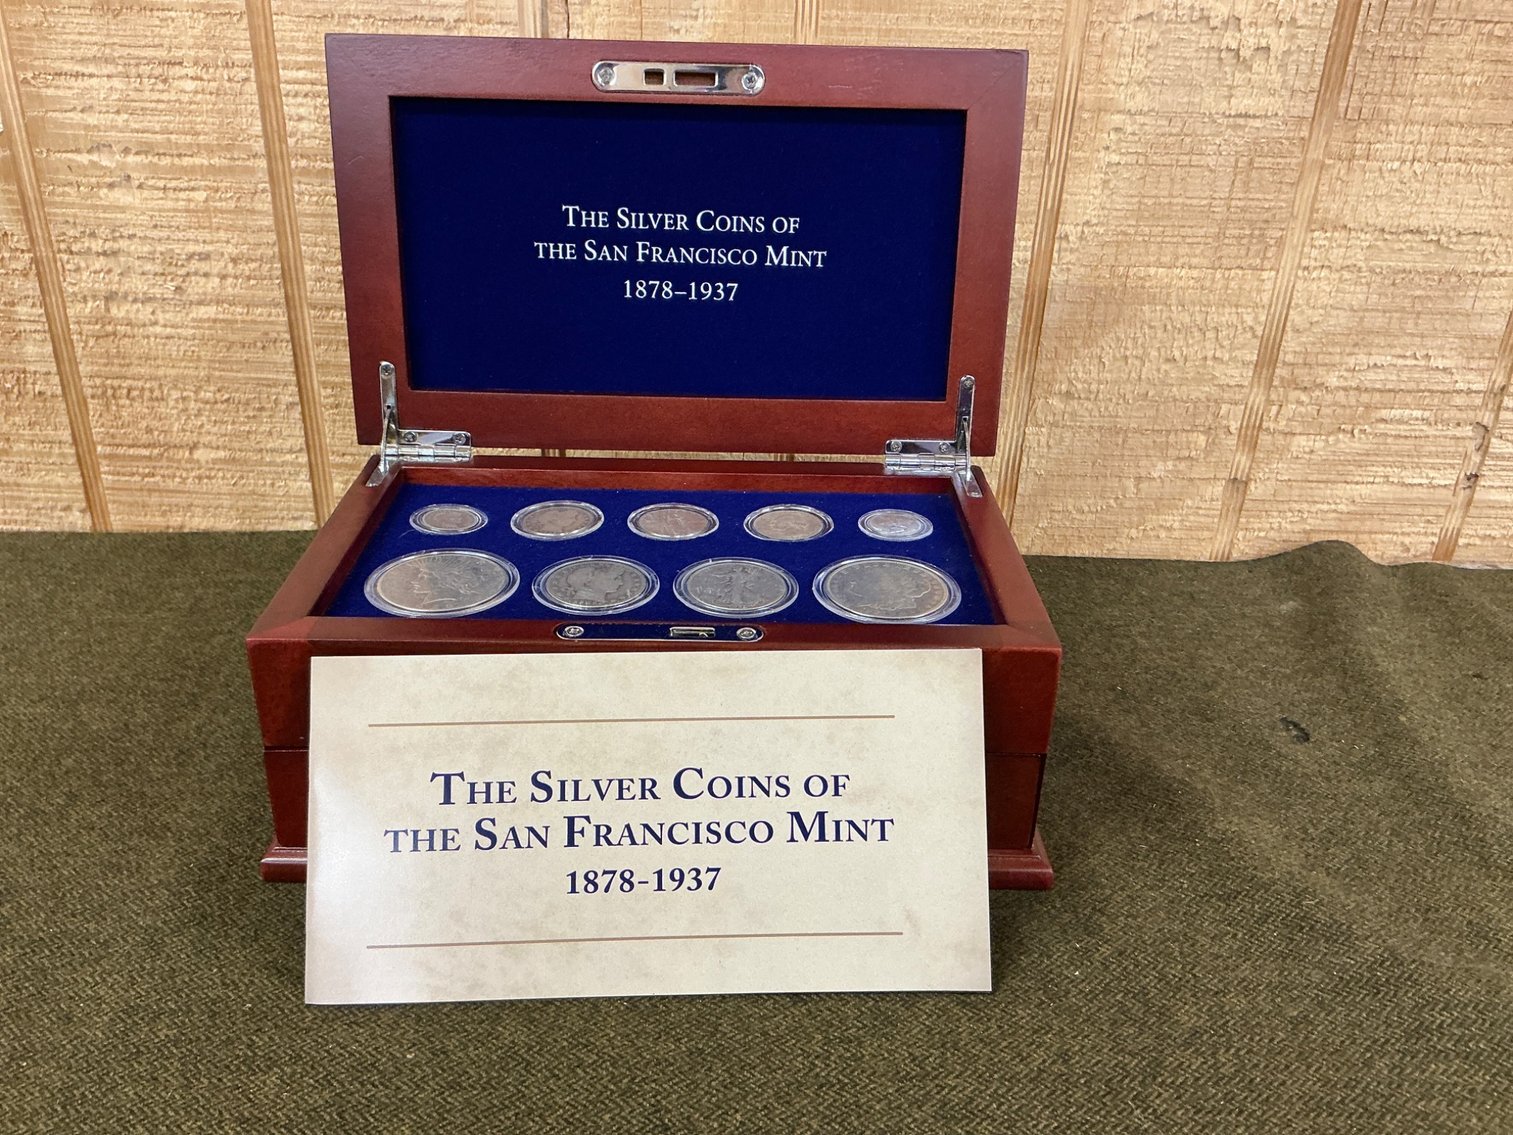 The Silver Coins of
the San Francisco Mint
1878–1937
The Silver Coins of
the San Francisco Mint
1878-1937